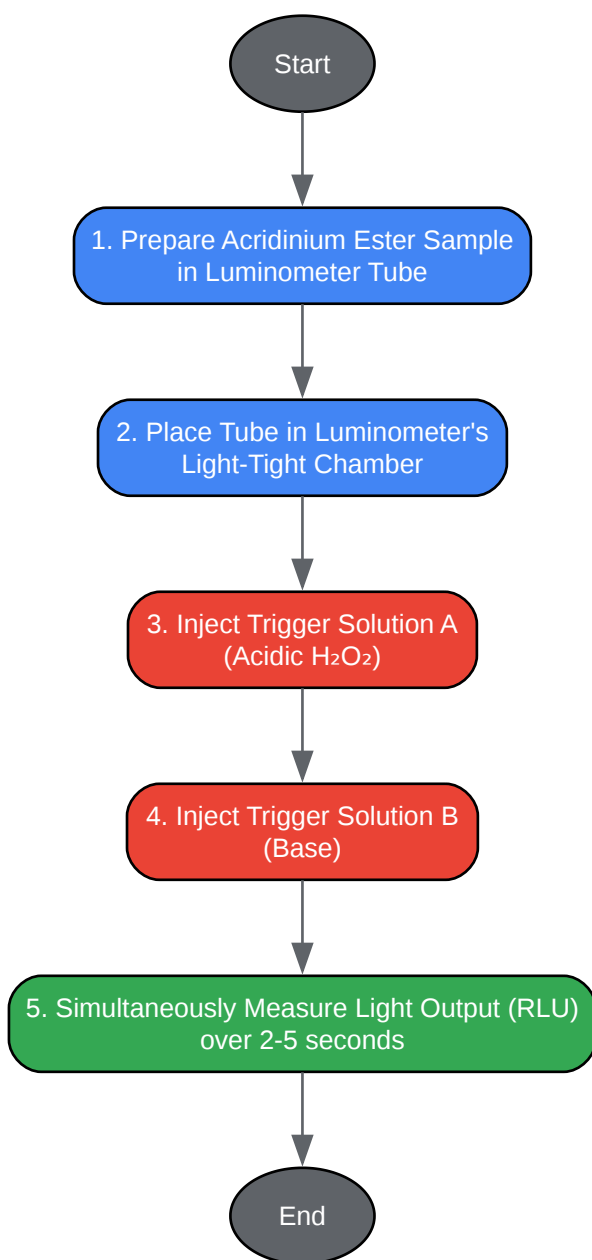 Start
1. Prepare Acridinium Ester Sample
in Luminometer Tube
2. Place Tube in Luminometer's
Light-Tight Chamber
3. Inject Trigger Solution A
(Acidic H₂O₂)
4. Inject Trigger Solution B
(Base)
5. Simultaneously Measure Light Output (RLU)
over 2-5 seconds
End